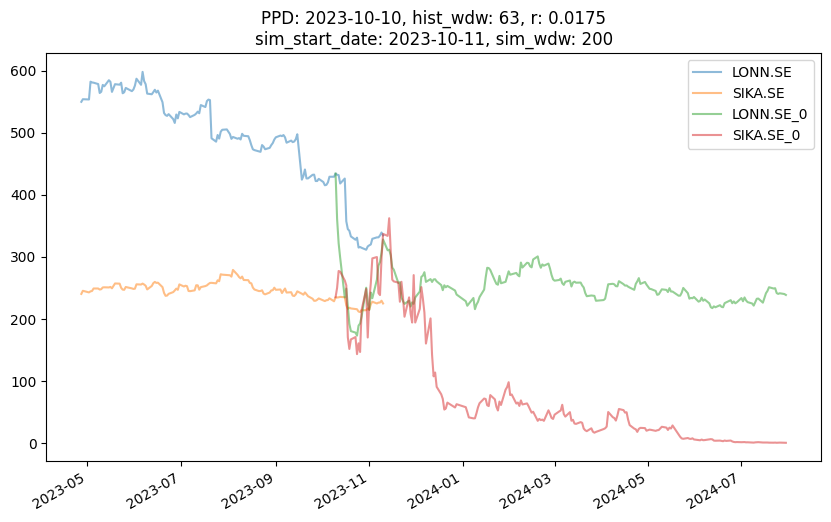 PPD: 2023-10-10, hist_wdw: 63, r: 0.0175
sim_start_date: 2023-10-11, sim_wdw: 200
LONN.SE
SIKA.SE
LONN.SE_0
SIKA.SE_0
600
500
400
300
200
100
0
2023-05
2023-07
2023-09
2023-11
2024-01
2024-03
2024-05
2024-07